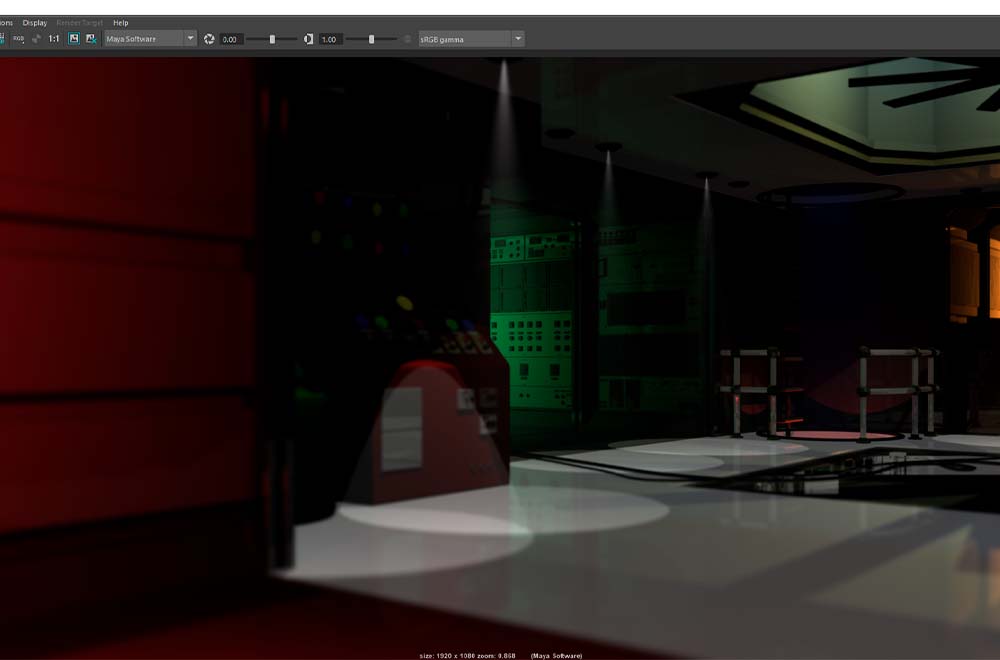 ons Display Render Target Help
RGB 1:1 Maya Software 0.00 1.00 sRGB gamma
size: 1920 x 1080 zoom: 0.868 (Maya Software)